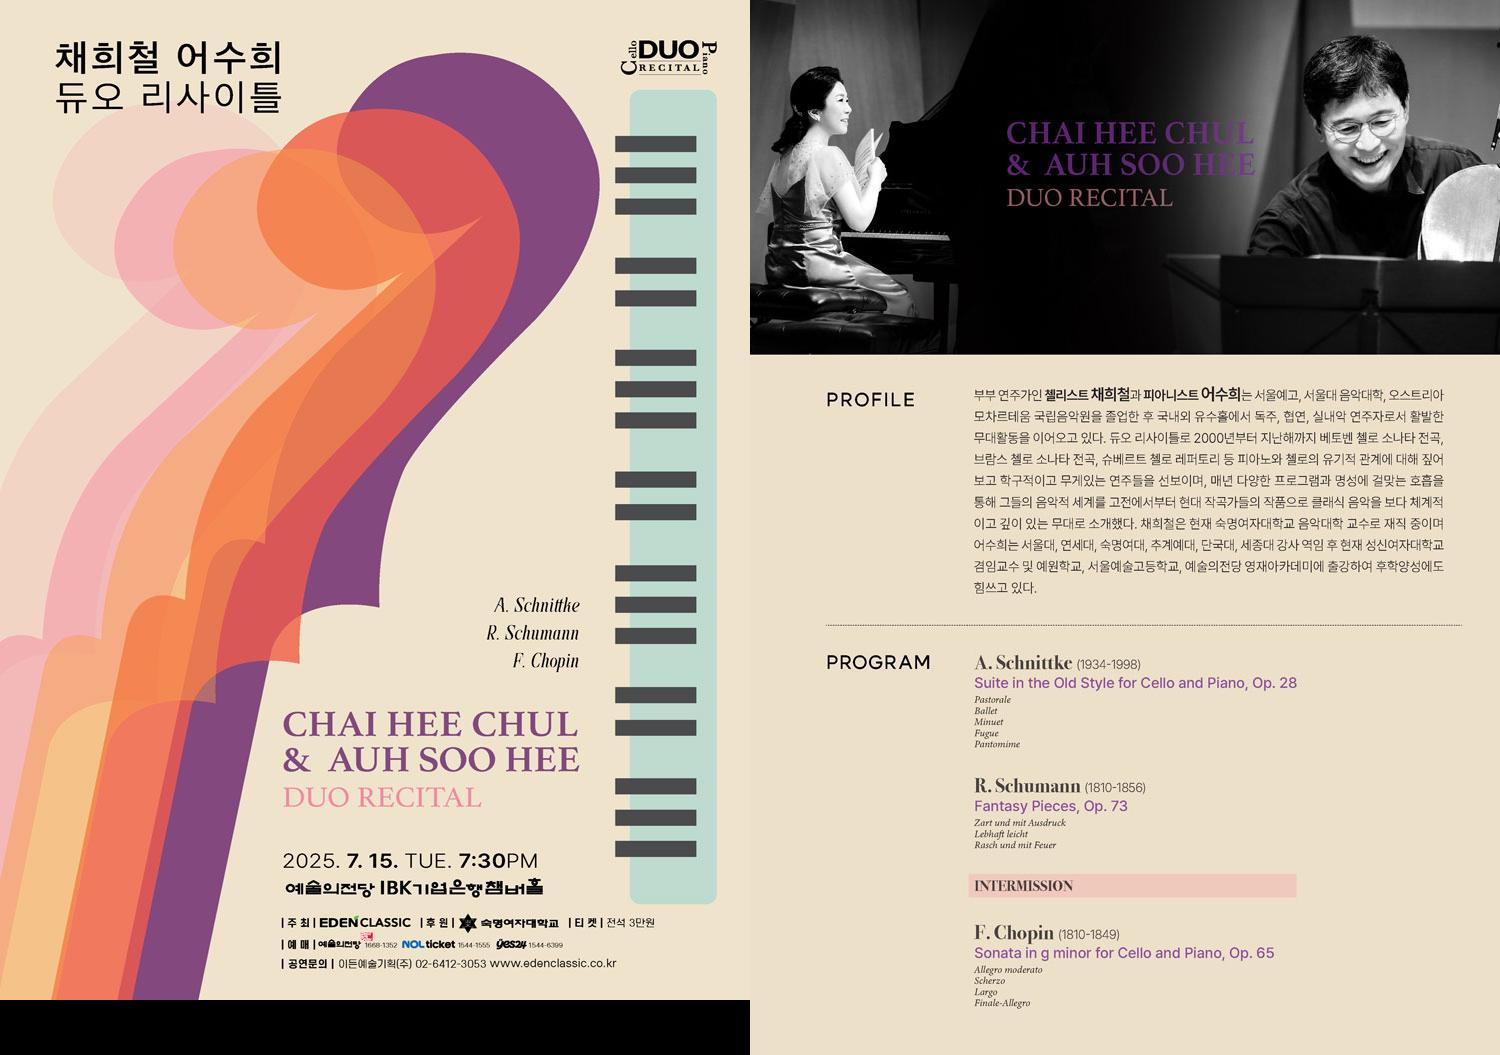 채희철 어수희
듀오 리사이틀
Cello DUO Piano
RECITAL
A. Schnittke
R. Schumann
F. Chopin
CHAI HEE CHUL
& AUH SOO HEE
DUO RECITAL
2025. 7. 15. TUE. 7:30PM
예술의전당 IBK기업은행챔버홀
| 주 최 | EDEN CLASSIC | 후 원 | 숙명여자대학교 | 티 켓 | 전석 3만원
| 예 매 | 예술의전당 1668-1352 NOL ticket 1544-1555 yes24 1544-6399
| 공연문의 | 이든예술기획(주) 02-6412-3053 www.edenclassic.co.kr
CHAI HEE CHUL
& AUH SOO HEE
DUO RECITAL
PROFILE
부부 연주가인 첼리스트 채희철과 피아니스트 어수희는 서울예고, 서울대 음악대학, 오스트리아
모차르테움 국립음악원을 졸업한 후 국내외 유수홀에서 독주, 협연, 실내악 연주자로서 활발한
무대활동을 이어오고 있다. 듀오 리사이틀로 2000년부터 지난해까지 베토벤 첼로 소나타 전곡,
브람스 첼로 소나타 전곡, 슈베르트 첼로 레퍼토리 등 피아노와 첼로의 유기적 관계에 대해 짚어
보고 학구적이고 무게있는 연주들을 선보이며, 매년 다양한 프로그램과 명성에 걸맞는 호흡을
통해 그들의 음악적 세계를 고전에서부터 현대 작곡가들의 작품으로 클래식 음악을 보다 체계적
이고 깊이 있는 무대로 소개했다. 채희철은 현재 숙명여자대학교 음악대학 교수로 재직 중이며
어수희는 서울대, 연세대, 숙명여대, 추계예대, 단국대, 세종대 강사 역임 후 현재 성신여자대학교
겸임교수 및 예원학교, 서울예술고등학교, 예술의전당 영재아카데미에 출강하여 후학양성에도
힘쓰고 있다.
PROGRAM
A. Schnittke (1934-1998)
Suite in the Old Style for Cello and Piano, Op. 28
Pastorale
Ballet
Minuet
Fugue
Pantomime
R. Schumann (1810-1856)
Fantasy Pieces, Op. 73
Zart und mit Ausdruck
Lebhaft leicht
Rasch und mit Feuer
INTERMISSION
F. Chopin (1810-1849)
Sonata in g minor for Cello and Piano, Op. 65
Allegro moderato
Scherzo
Largo
Finale-Allegro